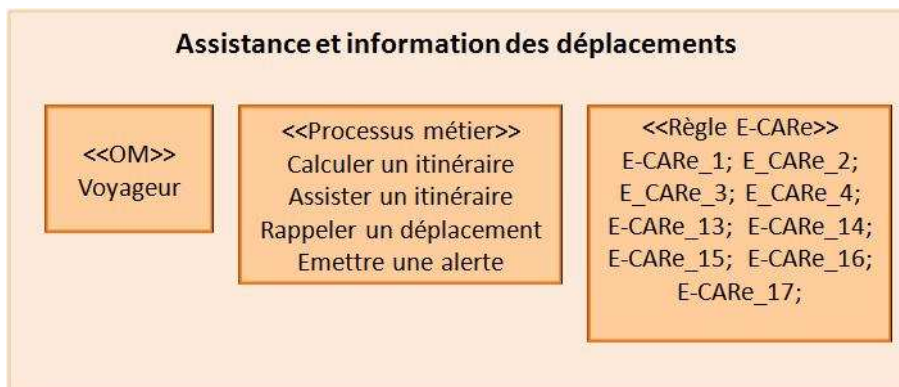 Assistance et information des déplacements
<<OM>>
Voyageur
<<Processus métier>>
Calculer un itinéraire
Assister un itinéraire
Rappeler un déplacement
Emettre une alerte
<<Règle E-CARe>>
E-CARe_1; E_CARe_2;
E_CARe_3; E_CARe_4;
E-CARe_13; E-CARe_14;
E-CARe_15; E-CARe_16;
E-CARe_17;